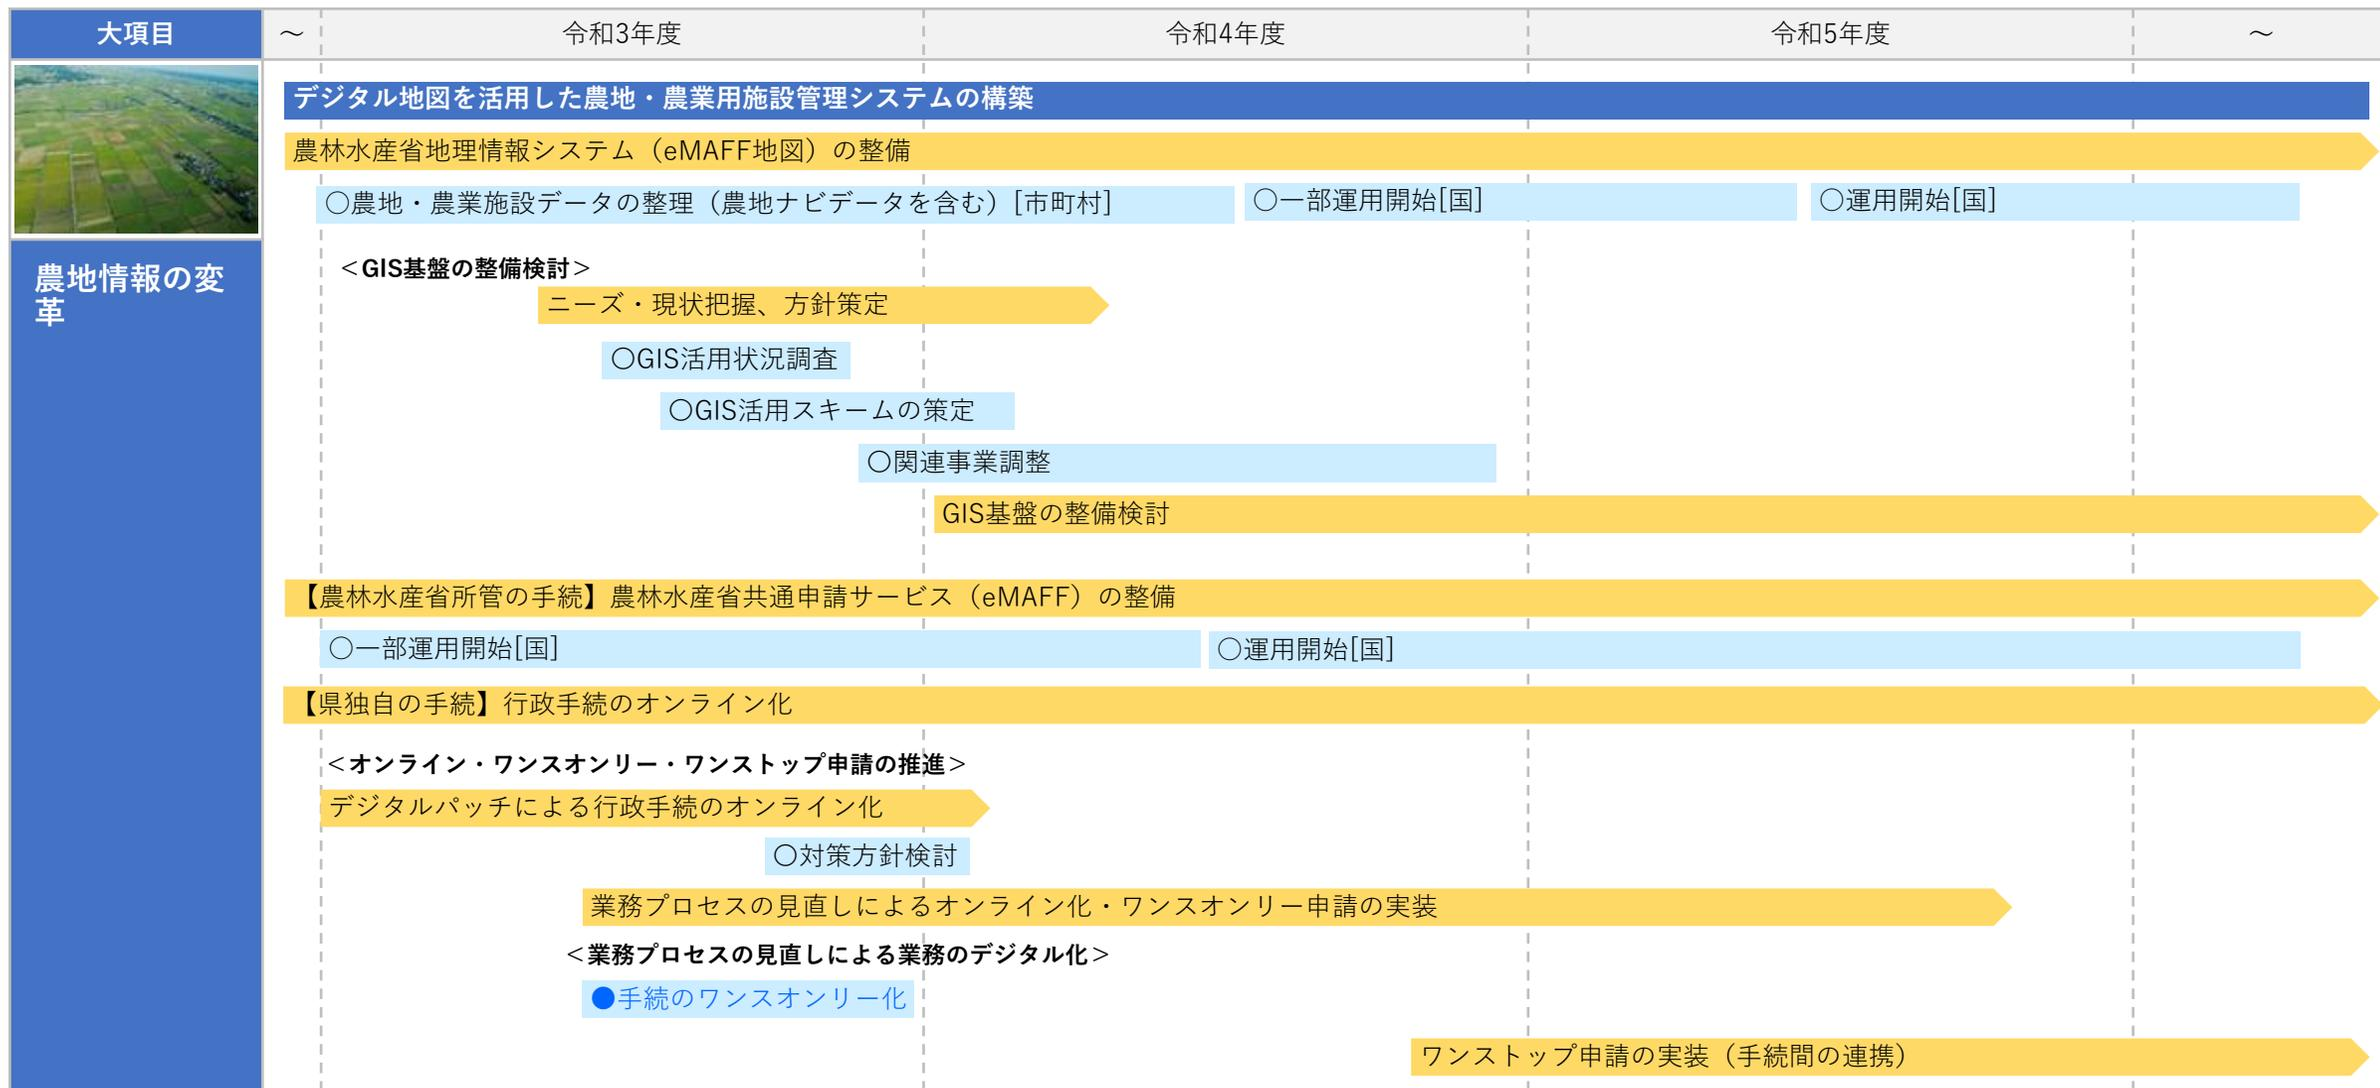 大項目
～
令和3年度
令和4年度
令和5年度
～
デジタル地図を活用した農地・農業用施設管理システムの構築
農林水産省地理情報システム（eMAFF地図）の整備
○農地・農業施設データの整理（農地ナビデータを含む）[市町村]
○一部運用開始[国]
○運用開始[国]
農地情報の変
革
＜GIS基盤の整備検討＞
ニーズ・現状把握、方針策定
○GIS活用状況調査
○GIS活用スキームの策定
○関連事業調整
GIS基盤の整備検討
【農林水産省所管の手続】農林水産省共通申請サービス（eMAFF）の整備
○一部運用開始[国]
○運用開始[国]
【県独自の手続】行政手続のオンライン化
＜オンライン・ワンスオンリー・ワンストップ申請の推進＞
デジタルパッチによる行政手続のオンライン化
○対策方針検討
業務プロセスの見直しによるオンライン化・ワンスオンリー申請の実装
＜業務プロセスの見直しによる業務のデジタル化＞
●手続のワンスオンリー化
ワンストップ申請の実装（手続間の連携）